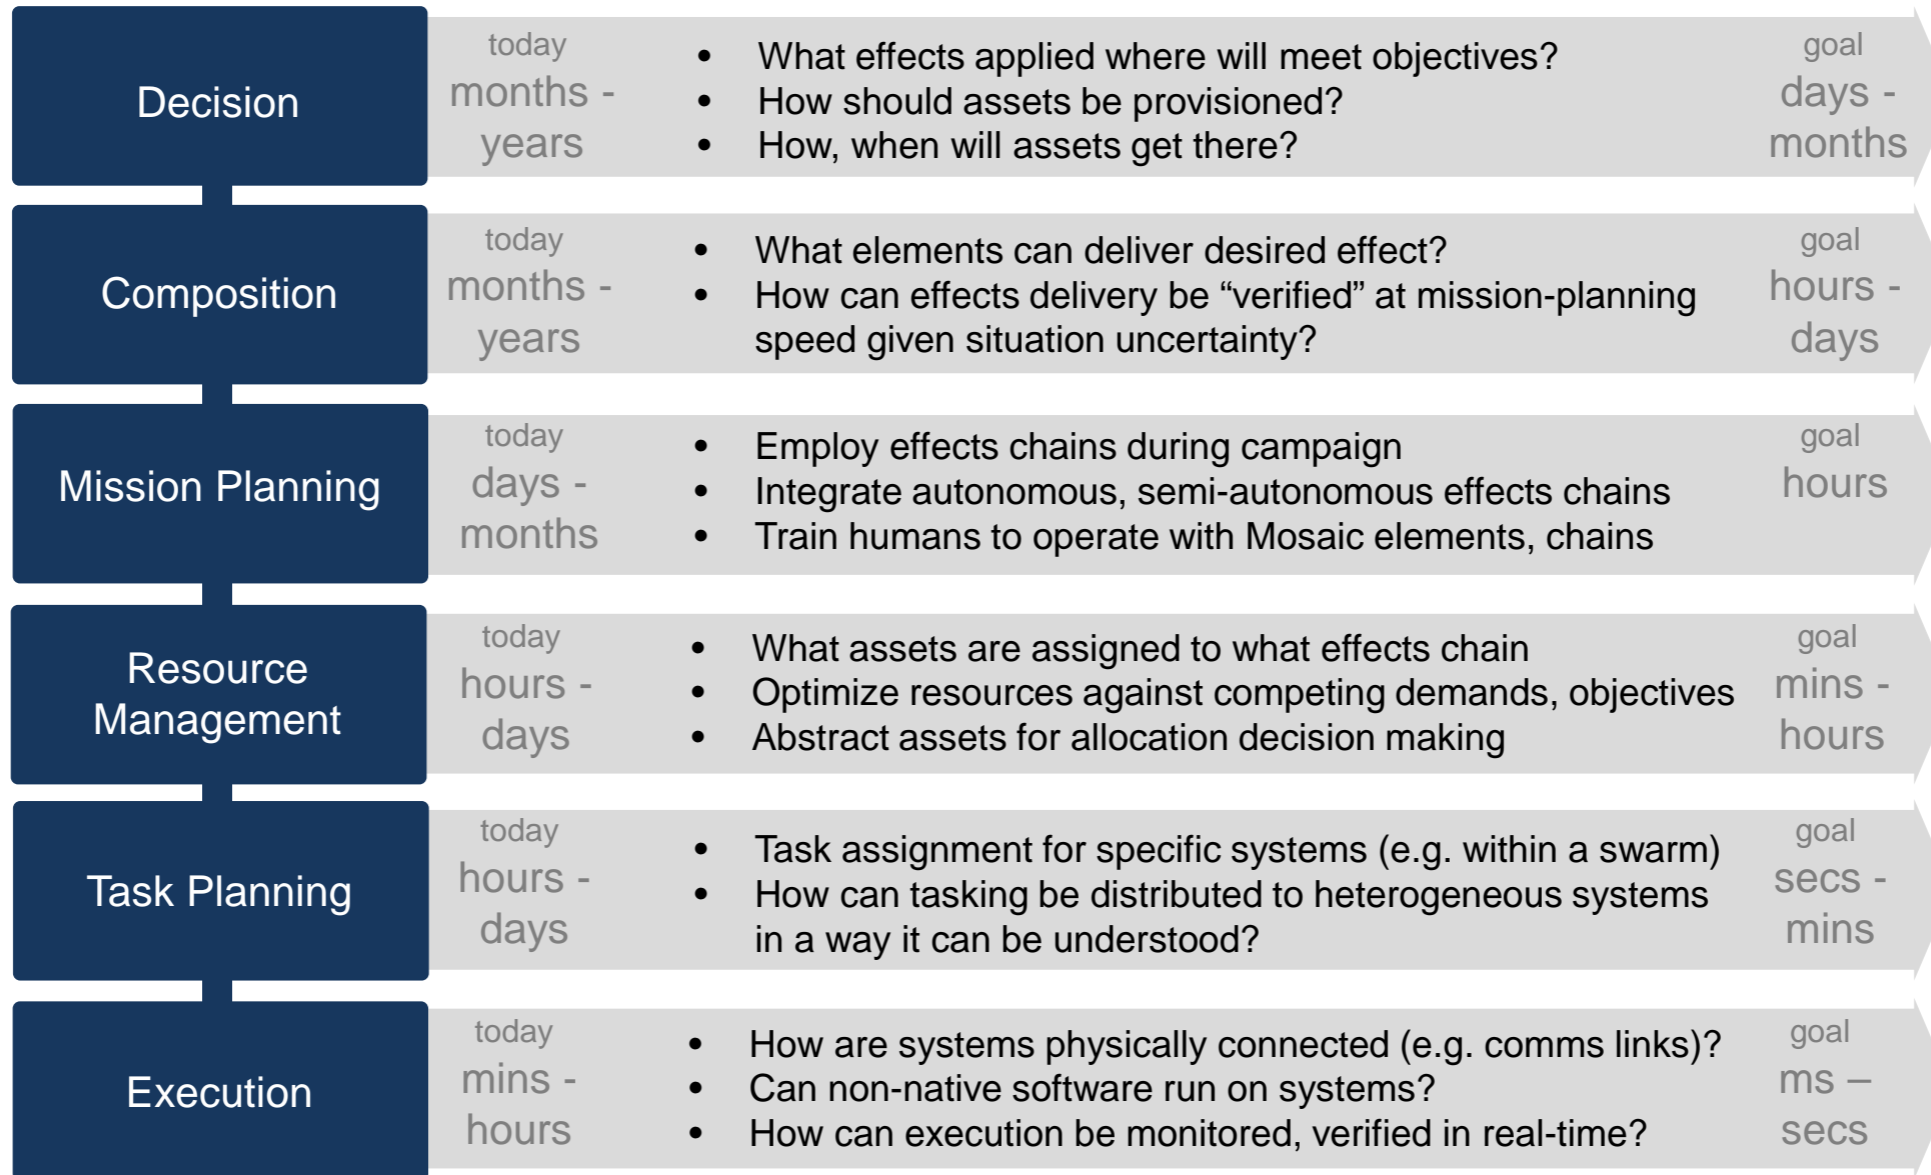 Decision
today
months -
years
• What effects applied where will meet objectives?
• How should assets be provisioned?
• How, when will assets get there?
goal
days -
months
Composition
today
months -
years
• What elements can deliver desired effect?
• How can effects delivery be “verified” at mission-planning
speed given situation uncertainty?
goal
hours -
days
Mission Planning
today
days -
months
• Employ effects chains during campaign
• Integrate autonomous, semi-autonomous effects chains
• Train humans to operate with Mosaic elements, chains
goal
hours
Resource
Management
today
hours -
days
• What assets are assigned to what effects chain
• Optimize resources against competing demands, objectives
• Abstract assets for allocation decision making
goal
mins -
hours
Task Planning
today
hours -
days
• Task assignment for specific systems (e.g. within a swarm)
• How can tasking be distributed to heterogeneous systems
in a way it can be understood?
goal
secs -
mins
Execution
today
mins -
hours
• How are systems physically connected (e.g. comms links)?
• Can non-native software run on systems?
• How can execution be monitored, verified in real-time?
goal
ms –
secs